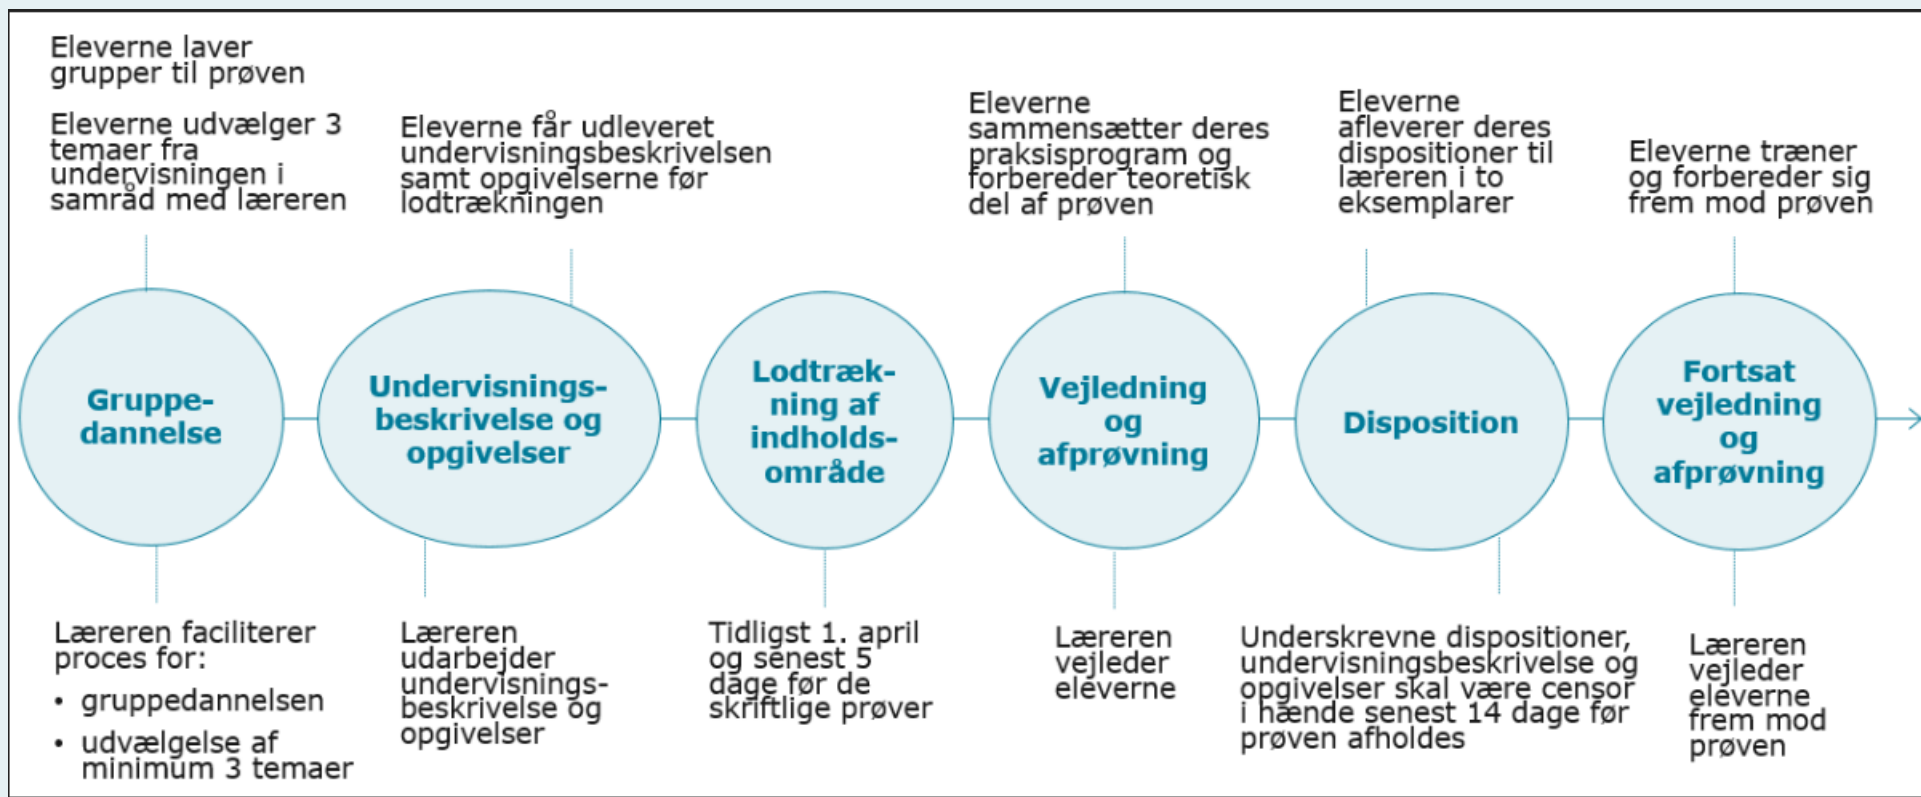 Eleverne laver
grupper til prøven
Eleverne udvælger 3
temaer fra
undervisningen i
samråd med læreren
Eleverne får udleveret
undervisningsbeskrivelsen
samt opgivelserne før
lodtrækningen
Eleverne
sammensætter deres
praksisprogram og
forbereder teoretisk
del af prøven
Eleverne
afleverer deres
dispositioner til
læreren i to
eksemplarer
Eleverne træner
og forbereder sig
frem mod prøven
Gruppe-
dannelse
Undervisnings-
beskrivelse og
opgivelser
Lodtræk-
ning af
indholds-
område
Vejledning
og
afprøvning
Disposition
Fortsat
vejledning
og
afprøvning
Læreren faciliterer
proces for:
• gruppedannelsen
• udvælgelse af
minimum 3 temaer
Læreren
udarbejder
undervisnings-
beskrivelse og
opgivelser
Tidligst 1. april
og senest 5
dage før de
skriftlige prøver
Læreren
vejleder
eleverne
Underskrevne dispositioner,
undervisningsbeskrivelse og
opgivelser skal være censor
i hænde senest 14 dage før
prøven afholdes
Læreren
vejleder
eleverne
frem mod
prøven